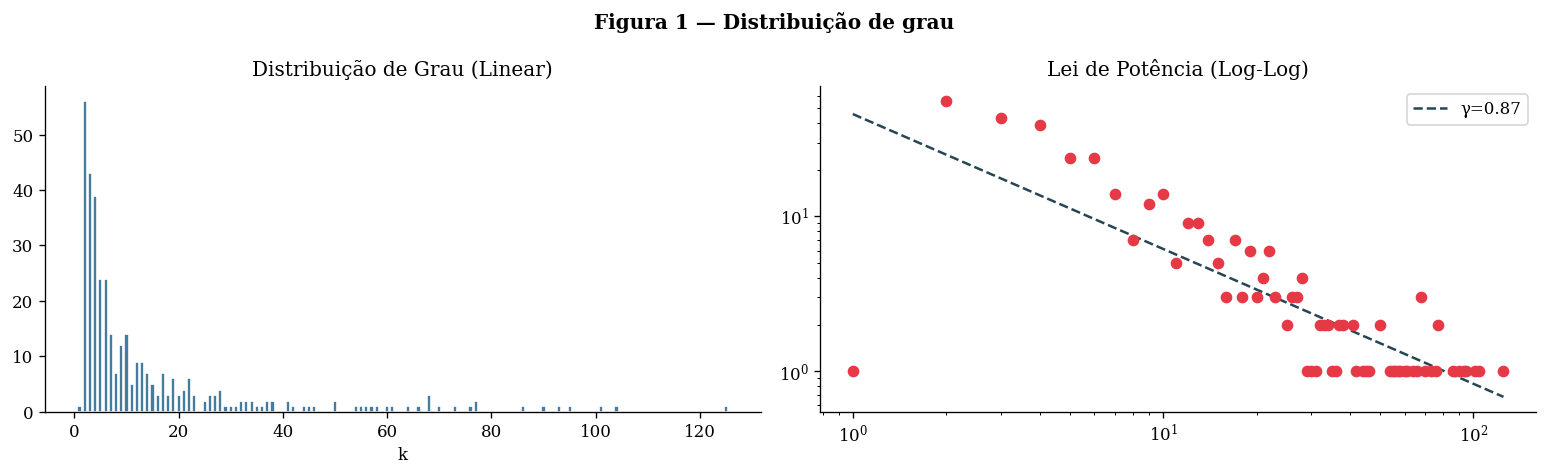 Figura 1 — Distribuição de grau
Distribuição de Grau (Linear)
50
40
30
20
10
0
0 20 40 60 80 100 120
k
Lei de Potência (Log-Log)
γ=0.87
10¹
10⁰
10⁰ 10¹ 10²